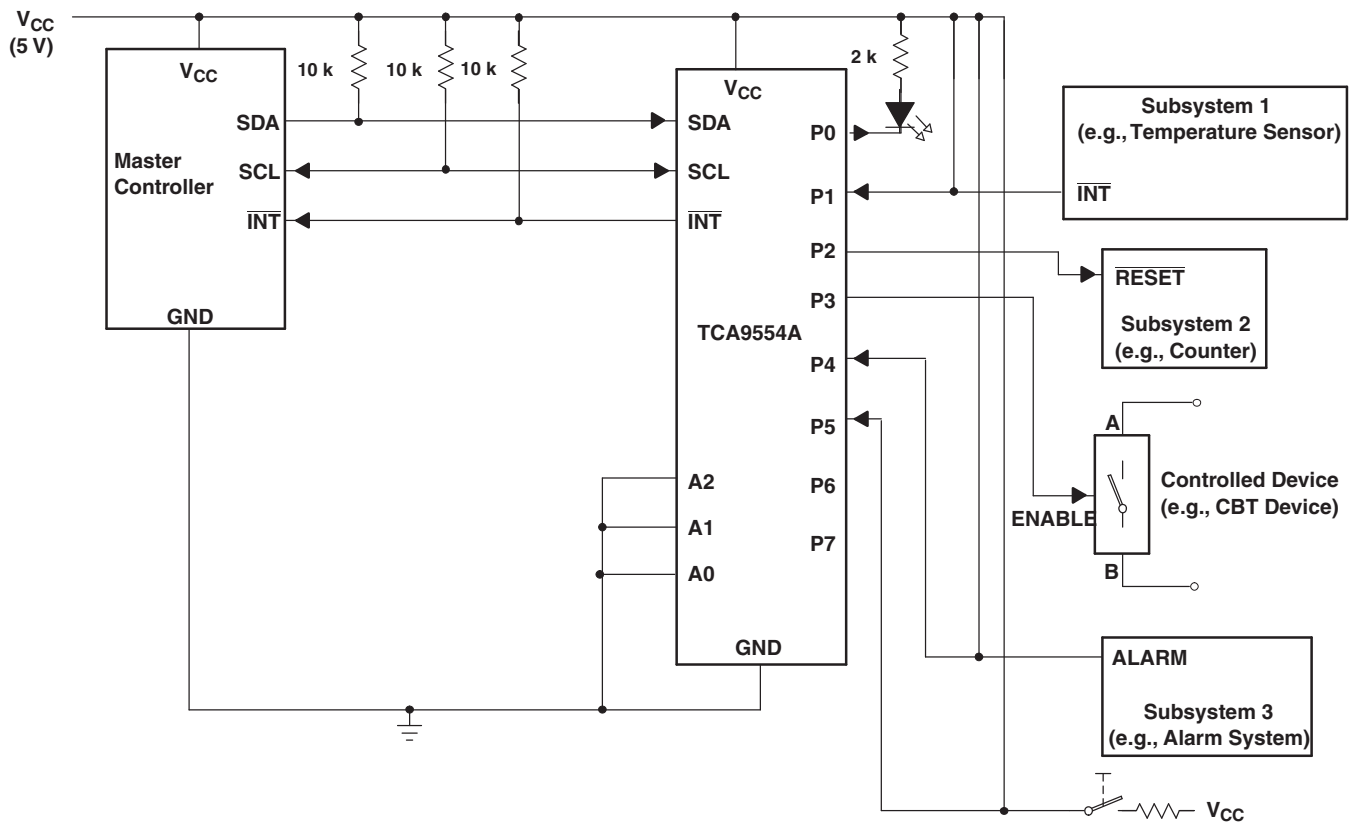 VCC
(5 V)
VCC
10 k
10 k
10 k
VCC
2 k
Master
Controller
SDA
SCL
INT
GND
SDA
SCL
INT
TCA9554A
A2
A1
A0
GND
P0
P1
P2
P3
P4
P5
P6
P7
Subsystem 1
(e.g., Temperature Sensor)
INT
RESET
Subsystem 2
(e.g., Counter)
A
ENABLE
B
Controlled Device
(e.g., CBT Device)
ALARM
Subsystem 3
(e.g., Alarm System)
VCC